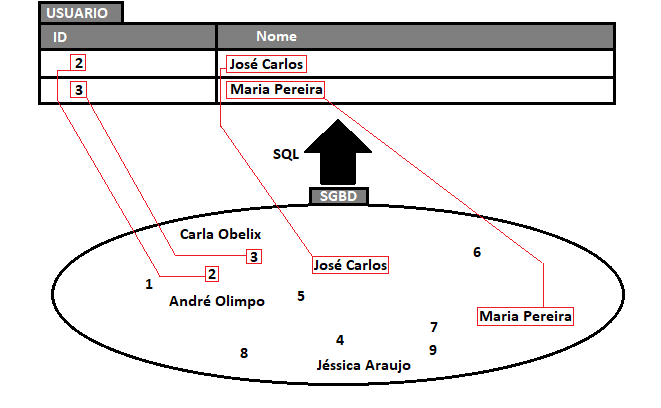 USUARIO
ID Nome
2 José Carlos
3 Maria Pereira
SQL
SGBD
Carla Obelix
3
6
José Carlos
2
1
André Olimpo
5
Maria Pereira
7
4
9
8
Jéssica Araujo